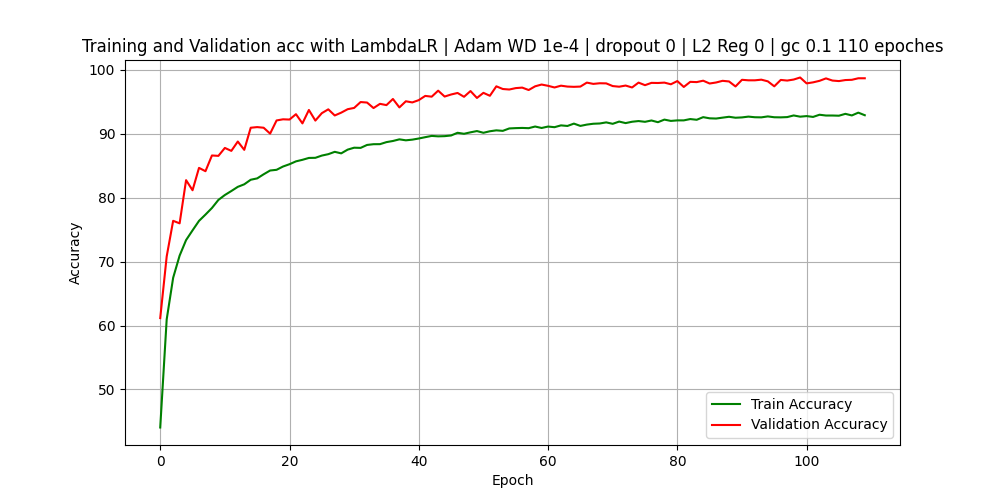 Training and Validation acc with LambdaLR | Adam WD 1e-4 | dropout 0 | L2 Reg 0 | gc 0.1 110 epoches
100
90
80
70
60
50
Accuracy
0 20 40 60 80 100
Epoch
Train Accuracy
Validation Accuracy